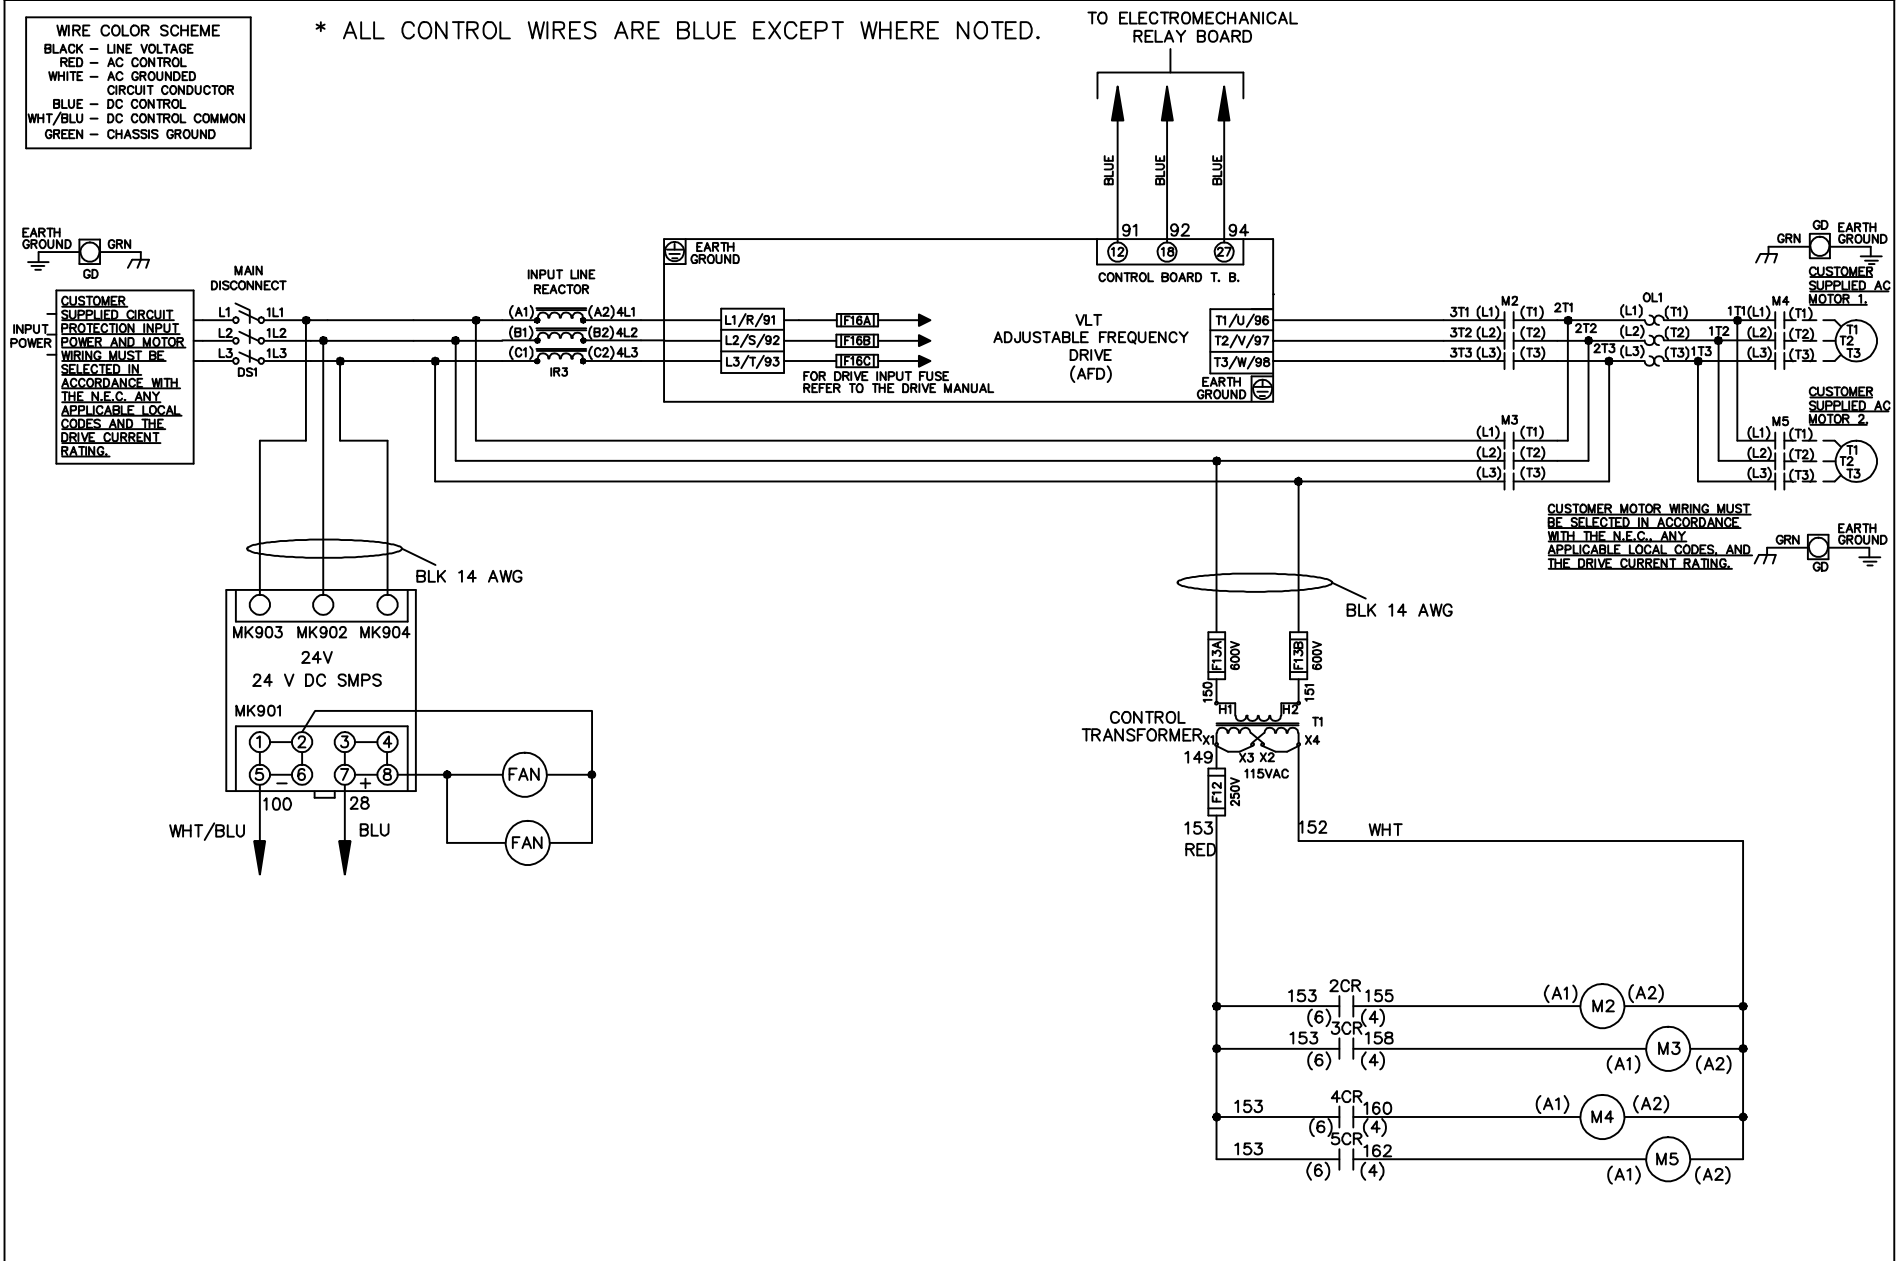 WIRE COLOR SCHEME
BLACK – LINE VOLTAGE
RED – AC CONTROL
WHITE – AC GROUNDED
CIRCUIT CONDUCTOR
BLUE – DC CONTROL
WHT/BLU – DC CONTROL COMMON
GREEN – CHASSIS GROUND
* ALL CONTROL WIRES ARE BLUE EXCEPT WHERE NOTED.
TO ELECTROMECHANICAL
RELAY BOARD
BLUE
BLUE
BLUE
91 92 94
12 18 27
CONTROL BOARD T. B.
EARTH
GROUND
GRN
GD
INPUT
POWER
CUSTOMER
SUPPLIED CIRCUIT
PROTECTION INPUT
POWER AND MOTOR
WIRING MUST BE
SELECTED IN
ACCORDANCE WITH
THE N.E.C. ANY
APPLICABLE LOCAL
CODES AND THE
DRIVE CURRENT
RATING.
MAIN
DISCONNECT
L1 1L1
L2 1L2
L3 1L3
DS1
INPUT LINE
REACTOR
(A1) (A2) 4L1
(B1) (B2) 4L2
(C1) (C2) 4L3
IR3
EARTH
GROUND
L1/R/91
L2/S/92
L3/T/93
IF16A
IF16B
IF16C
FOR DRIVE INPUT FUSE
REFER TO THE DRIVE MANUAL
VLT
ADJUSTABLE FREQUENCY
DRIVE
(AFD)
T1/U/96
T2/V/97
T3/W/98
EARTH
GROUND
M2
3T1 (L1) (T1) 2T1
3T2 (L2) (T2) 2T2
3T3 (L3) (T3) 2T3
OL1
(L1) (T1) 1T1
(L2) (T2) 1T2
(L3) (T3) 1T3
M4
(L1) (T1)
(L2) (T2)
(L3) (T3)
T1
T2
T3
GD
GRN
EARTH
GROUND
CUSTOMER
SUPPLIED AC
MOTOR 1.
M3
(L1) (T1)
(L2) (T2)
(L3) (T3)
CUSTOMER
SUPPLIED AC
MOTOR 2.
M5
(L1) (T1)
(L2) (T2)
(L3) (T3)
T1
T2
T3
CUSTOMER MOTOR WIRING MUST
BE SELECTED IN ACCORDANCE
WITH THE N.E.C., ANY
APPLICABLE LOCAL CODES, AND
THE DRIVE CURRENT RATING.
GRN
GD
EARTH
GROUND
BLK 14 AWG
MK903 MK902 MK904
24V
24 V DC SMPS
MK901
1 2 3 4
5 – 6 7 + 8
100 28
WHT/BLU
BLU
FAN
FAN
BLK 14 AWG
F13A
600V
F13B
600V
150
151
H1 H2
T1
CONTROL
TRANSFORMER
X1 X3 X2 X4
149
115VAC
F12
250V
153
RED
152 WHT
153 2CR 155 (A1) M2 (A2)
(6) (4)
153 3CR 158 M3
(6) (4) (A1) (A2)
153 4CR 160 (A1) M4 (A2)
(6) (4)
153 5CR 162 M5
(6) (4) (A1) (A2)